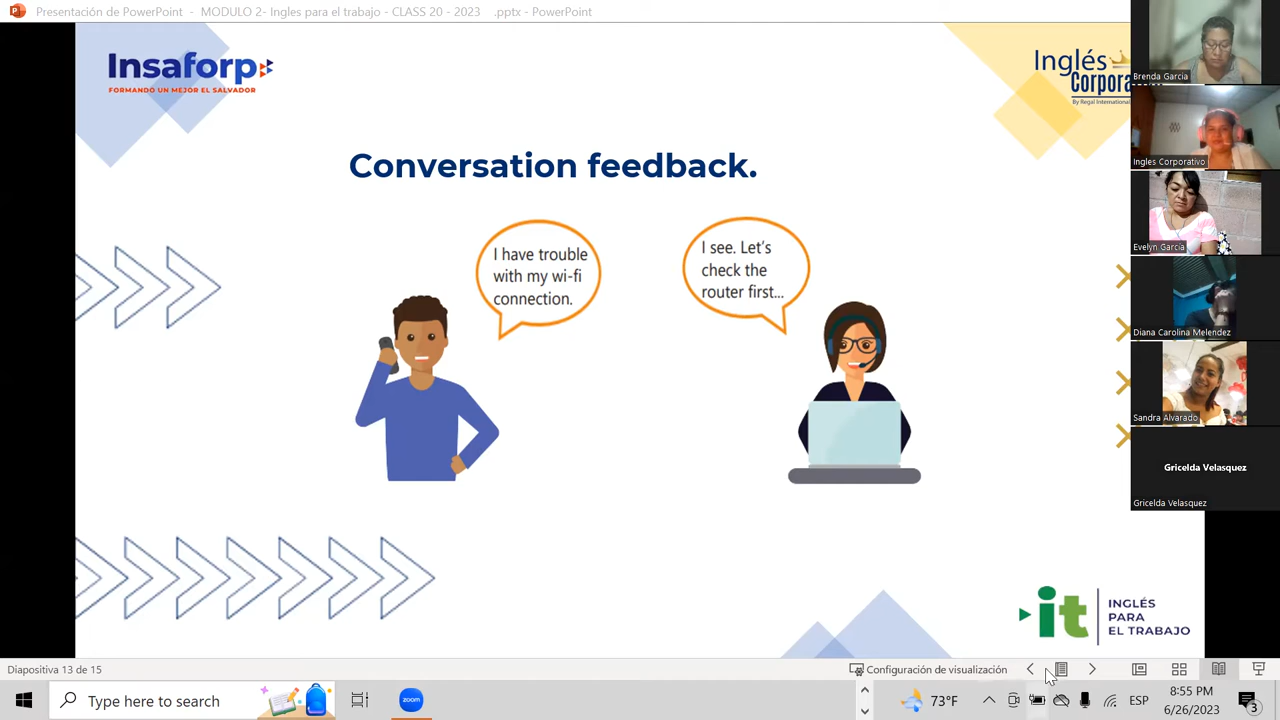 Presentación de PowerPoint - MODULO 2- Ingles para el trabajo - CLASS 20 - 2023 .pptx - PowerPoint
Insaforp
FORMANDO UN MEJOR EL SALVADOR
Inglés
Corpora
By Regal International
Conversation feedback.
I have trouble
with my wi-fi
connection.
I see. Let's
check the
router first...
Brenda Garcia
Ingles Corporativo
Evelyn García
Diana Carolina Melendez
Sandra Alvarado
Gricelda Velasquez
Gricelda Velasquez
it
INGLÉS
PARA
EL TRABAJO
Diapositiva 13 de 15
Configuración de visualización
Type here to search
zoom
73°F
ESP
8:55 PM
6/26/2023
3